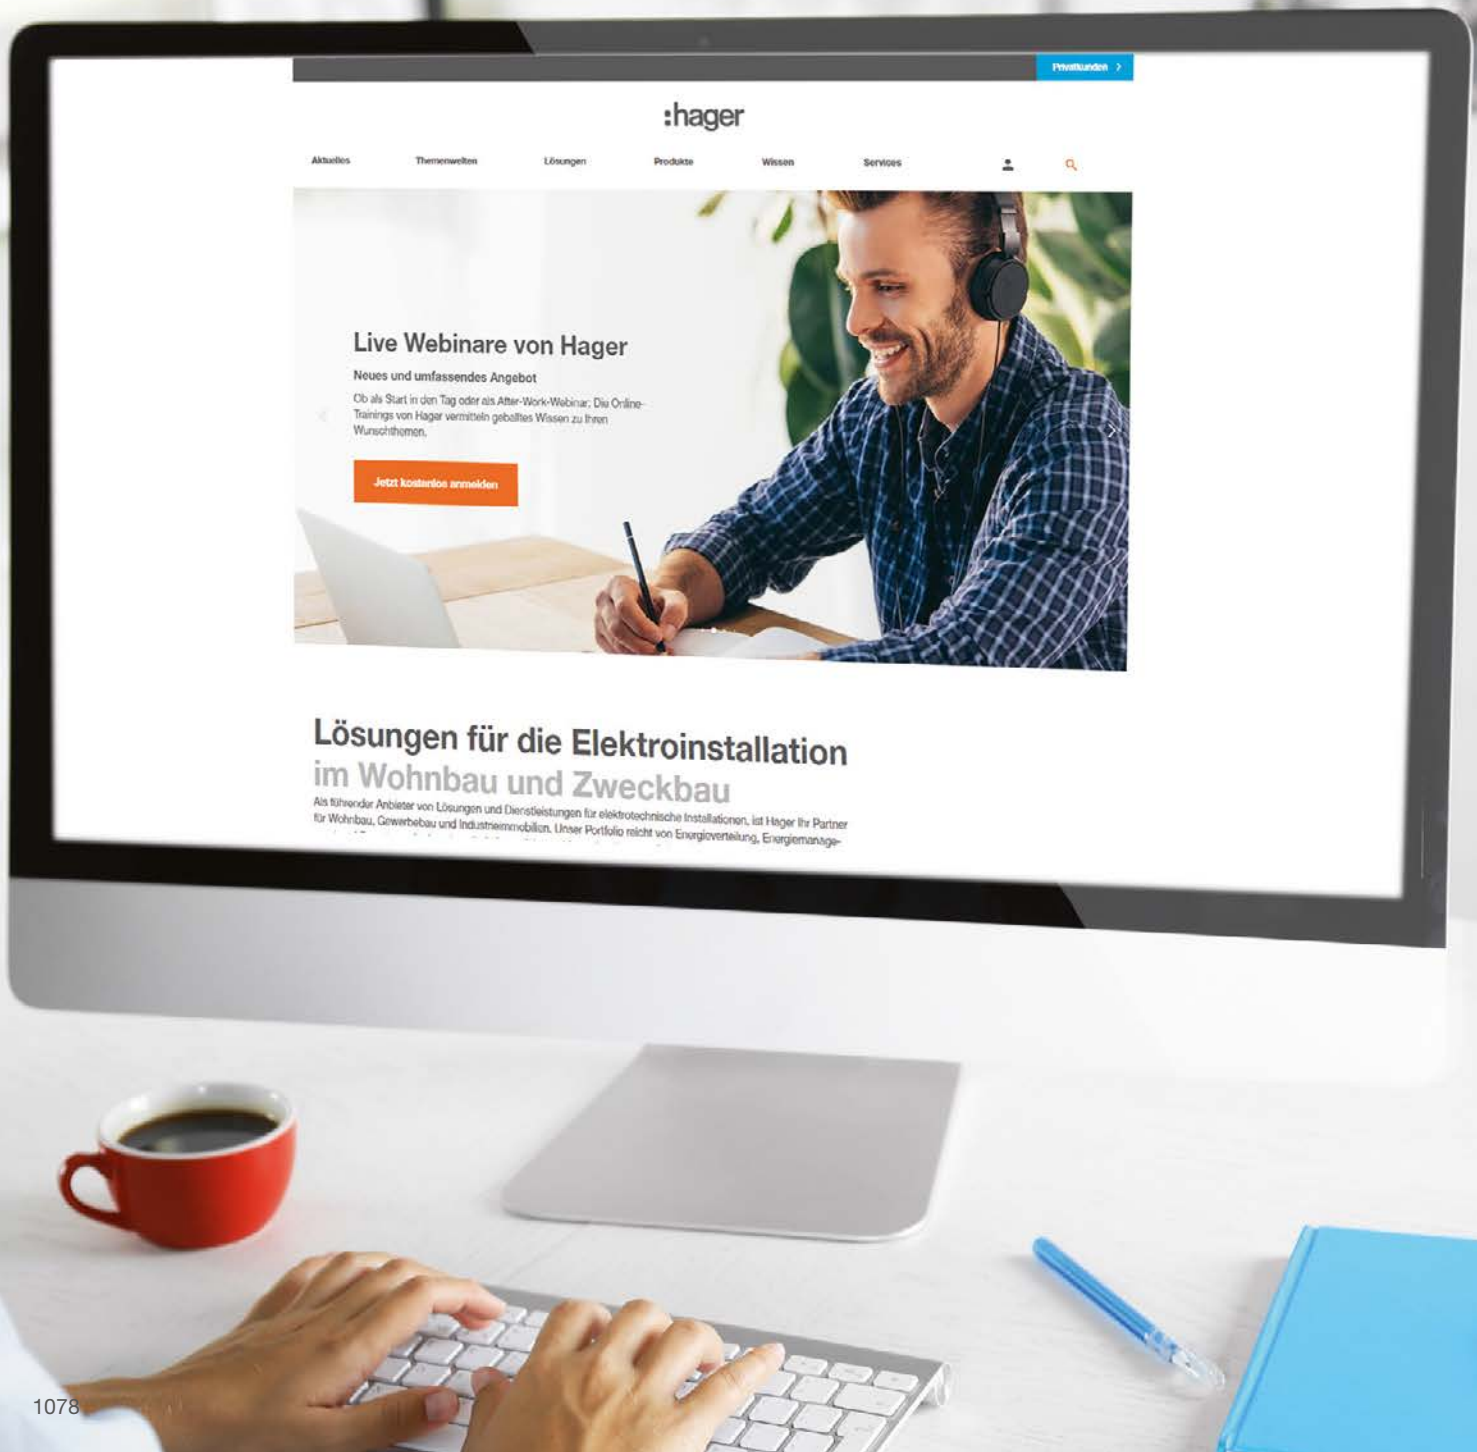 Privatkunden
:hager
Aktuelles Themenwelten Lösungen Produkte Wissen Services
Live Webinare von Hager
Neues und umfassendes Angebot
Ob als Start in den Tag oder als After-Work-Webinar: Die Online-
Trainings von Hager vermitteln geballtes Wissen zu Ihren
Wunschthemen.
Jetzt kostenlos anmelden
Lösungen für die Elektroinstallation
im Wohnbau und Zweckbau
Als führender Anbieter von Lösungen und Dienstleistungen für elektrotechnische Installationen, ist Hager Ihr Partner
für Wohnbau, Gewerbebau und Industrieimmobilien. Unser Portfolio reicht von Energieverteilung, Energiemanage-
1078